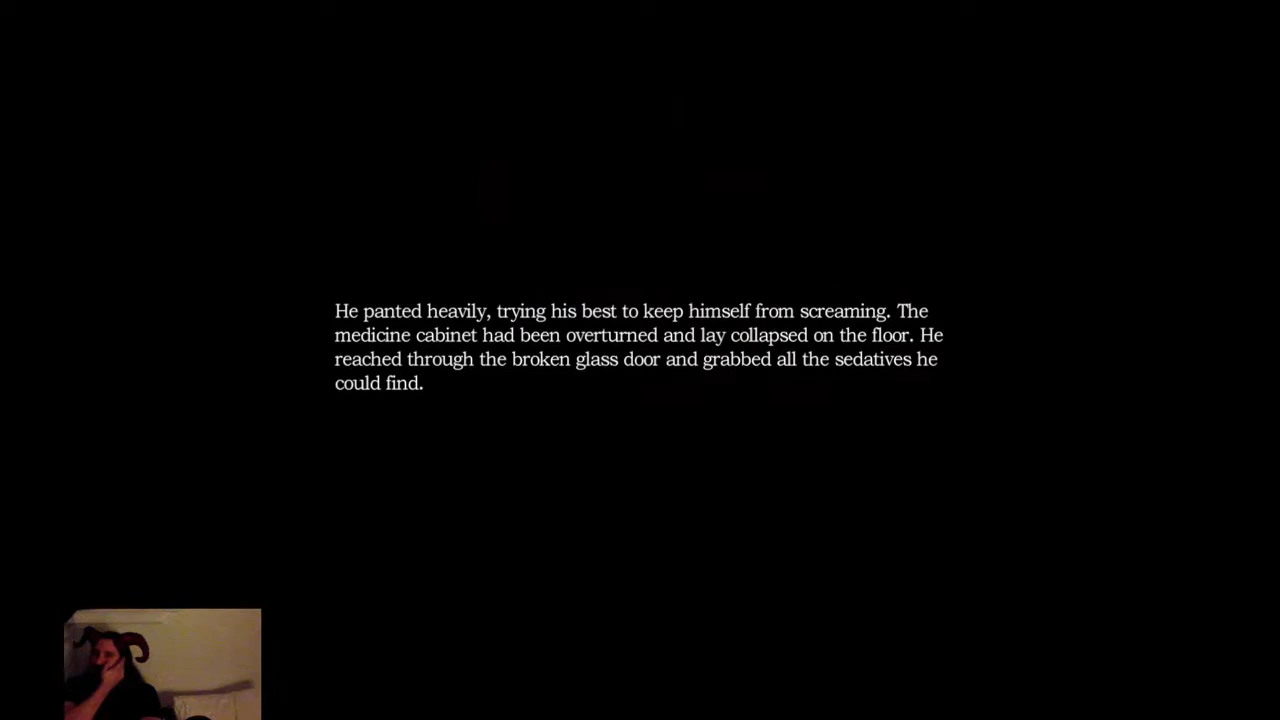 He panted heavily, trying his best to keep himself from screaming. The
medicine cabinet had been overturned and lay collapsed on the floor. He
reached through the broken glass door and grabbed all the sedatives he
could find.